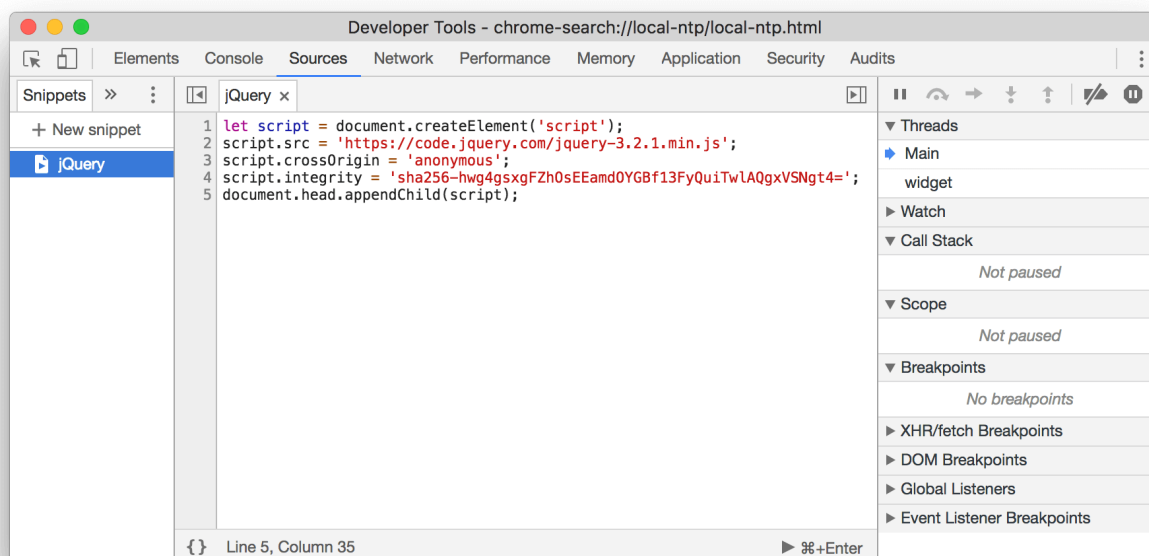 Developer Tools - chrome-search://local-ntp/local-ntp.html
Elements Console Sources Network Performance Memory Application Security Audits
Snippets » jQuery ×
+ New snippet
jQuery
1 let script = document.createElement('script');
2 script.src = 'https://code.jquery.com/jquery-3.2.1.min.js';
3 script.crossOrigin = 'anonymous';
4 script.integrity = 'sha256-hwg4gsxgFZhOsEEamdOYGBf13FyQuiTwlAQgxVSNgt4=';
5 document.head.appendChild(script);
{} Line 5, Column 35 ⌘+Enter
Threads
Main
widget
Watch
Call Stack
Not paused
Scope
Not paused
Breakpoints
No breakpoints
XHR/fetch Breakpoints
DOM Breakpoints
Global Listeners
Event Listener Breakpoints